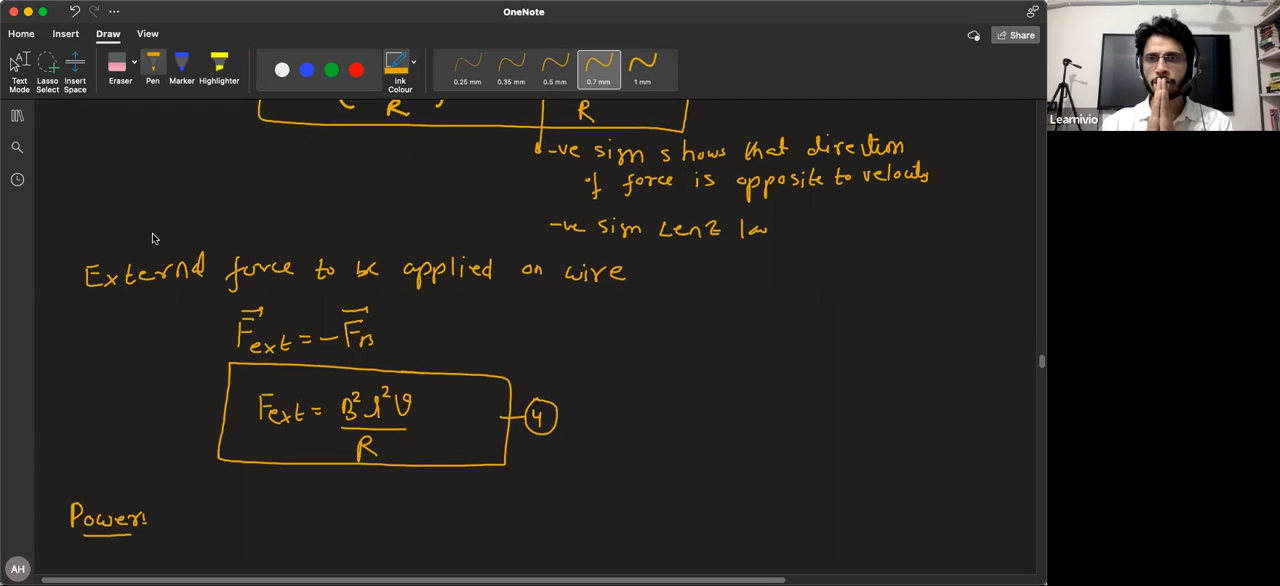 OneNote
Home Insert Draw View
Share
Text Mode Lasso Select Insert Space Eraser Pen Marker Highlighter Ink Colour 0.25 mm 0.35 mm 0.5 mm 0.7 mm 1 mm
Learnivio
R R
-ve sign shows that direction
of force is opposite to velocity
-ve sign Lenz law
External force to be applied on wire
F⃗ext = -F⃗B
Fext = B²l²v/R
4
Power:
AH